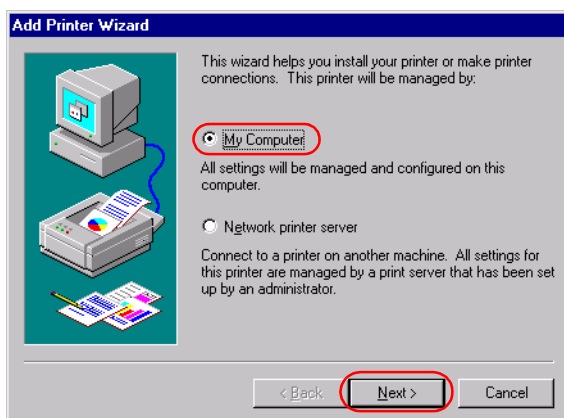 Add Printer Wizard
This wizard helps you install your printer or make printer
connections. This printer will be managed by:
My Computer
All settings will be managed and configured on this
computer.
Network printer server
Connect to a printer on another machine. All settings for
this printer are managed by a print server that has been set
up by an administrator.
< Back
Next >
Cancel